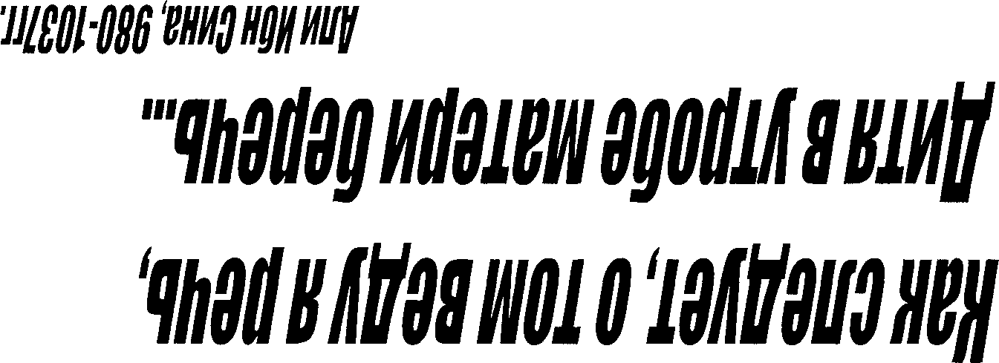 Как следует, о том веду я речь,
Дитя в утробе матери беречь...
Али Ибн Сина, 980-1037гг.